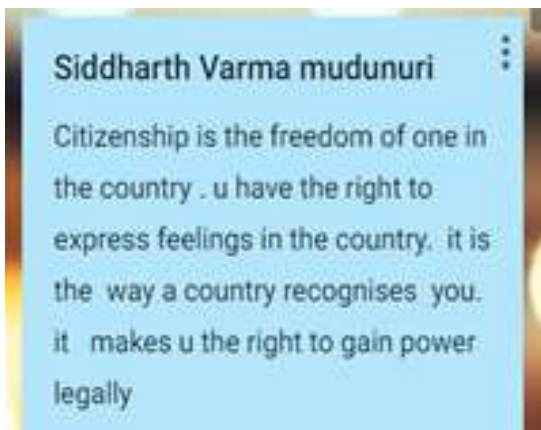 Siddharth Varma mudunuri
Citizenship is the freedom of one in
the country . u have the right to
express feelings in the country.  it is
the  way a country recognises  you.
it   makes u the right to gain power
legally